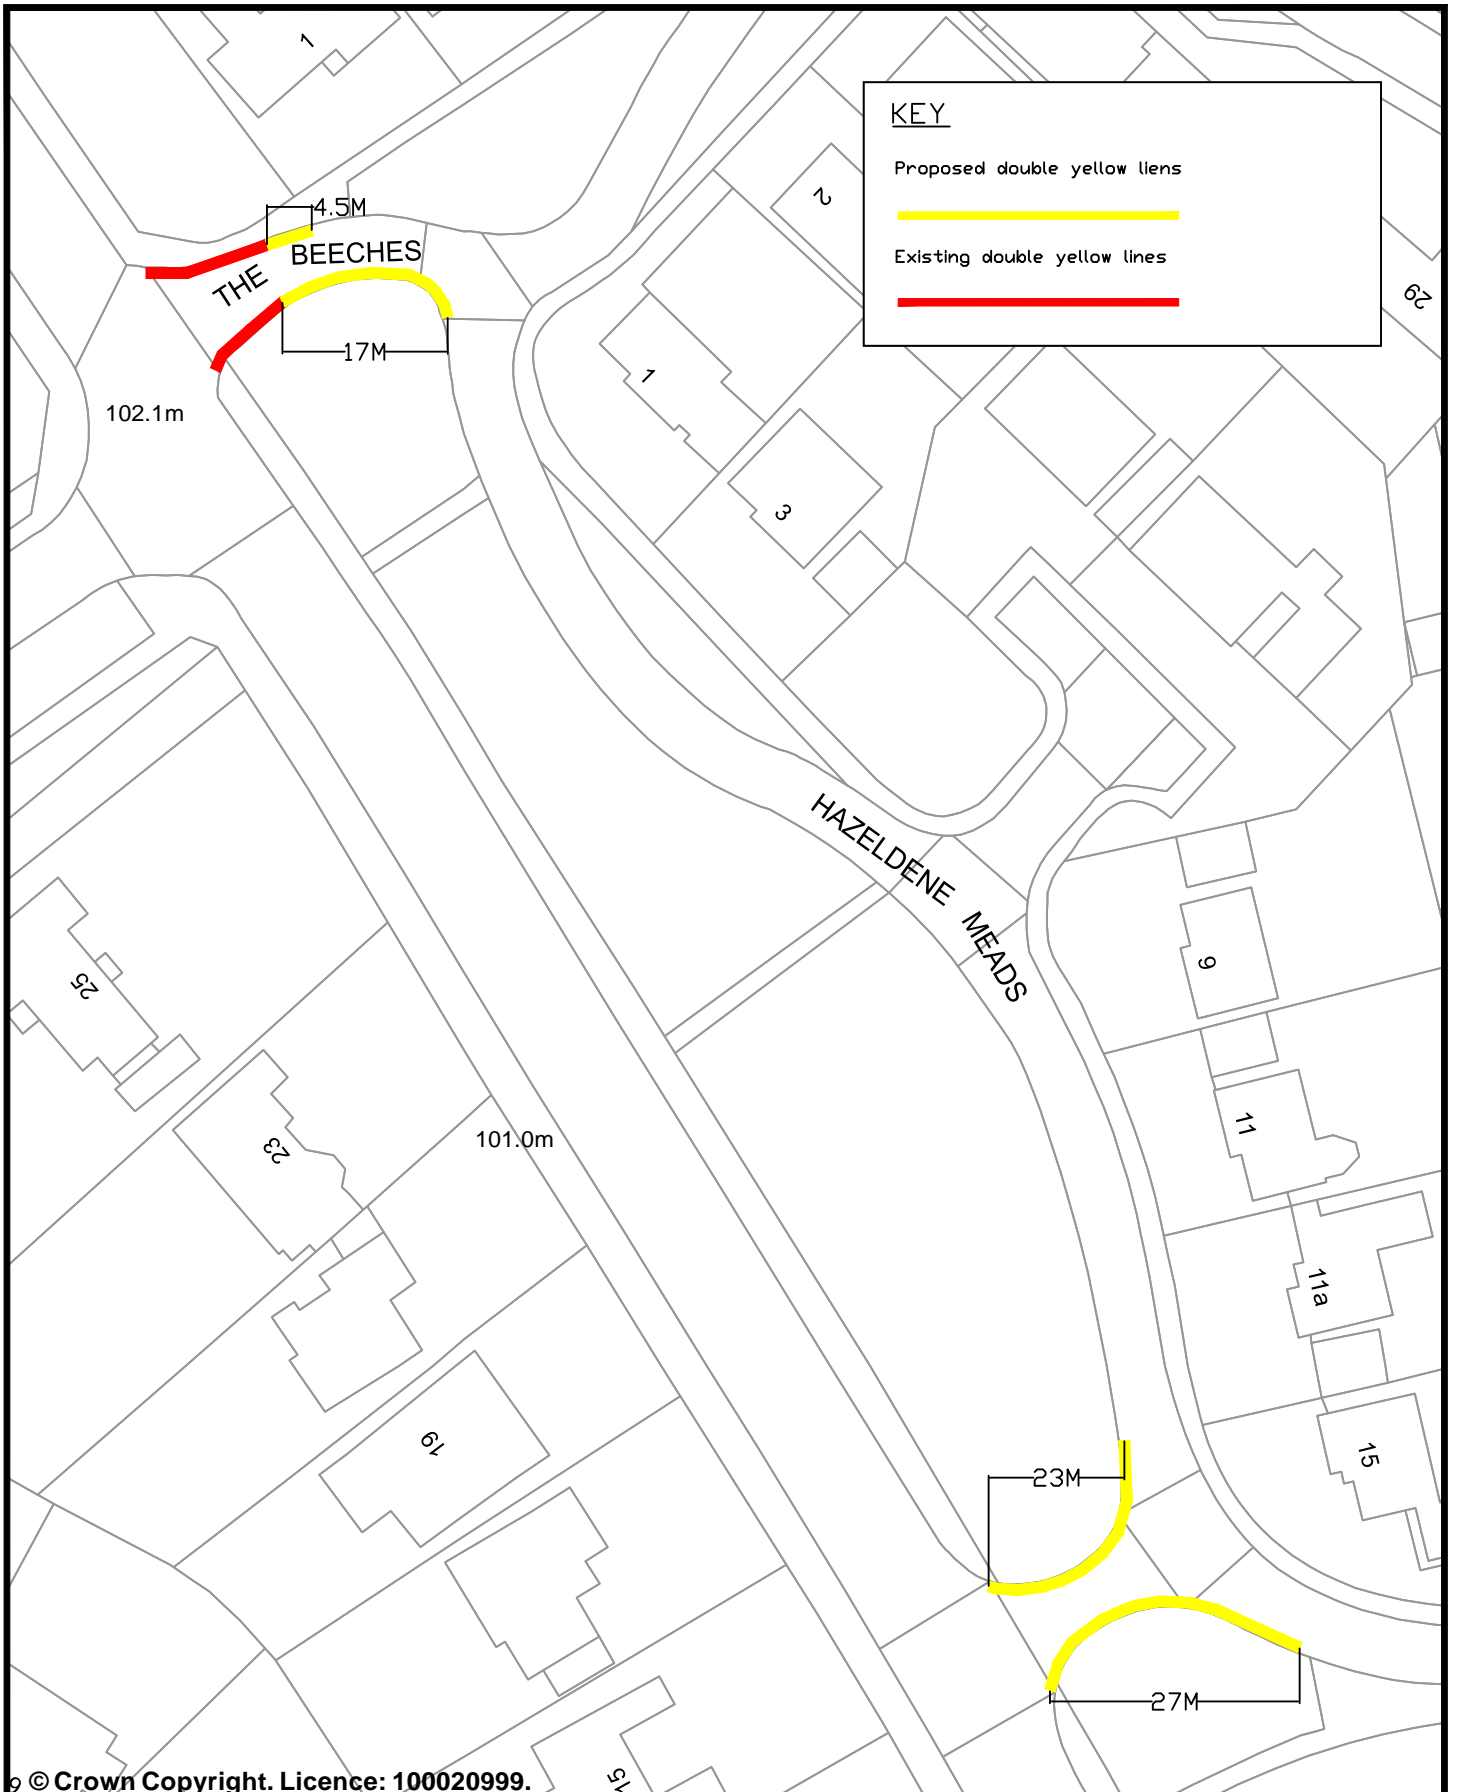 1
KEY
Proposed double yellow liens
Existing double yellow lines
2
29
4.5M
THE BEECHES
17M
102.1m
1
3
HAZELDENE MEADS
9
25
11
101.0m
23
11a
19
15
23M
27M
15
9 © Crown Copyright. Licence: 100020999.